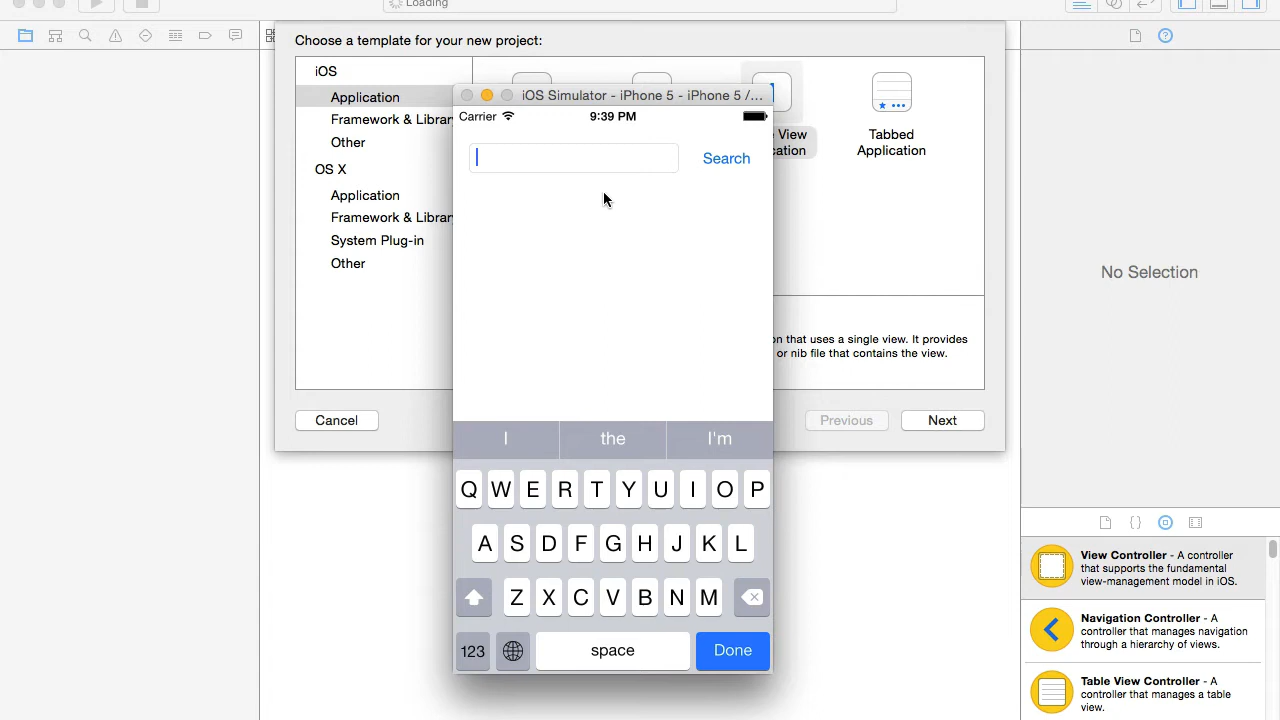 Loading
Choose a template for your new project:
iOS
Application
Framework & Librar
Other
OS X
Application
Framework & Librar
System Plug-in
Other
View
Tabbed
Application
on that uses a single view. It provides
or nib file that contains the view.
Cancel
Previous
Next
iOS Simulator - iPhone 5 - iPhone 5 /...
Carrier
9:39 PM
Search
I
the
I'm
Q W E R T Y U I O P
A S D F G H J K L
Z X C V B N M
123
space
Done
No Selection
View Controller - A controller
that supports the fundamental
view-management model in iOS.
Navigation Controller - A
controller that manages navigation
through a hierarchy of views.
Table View Controller - A
controller that manages a table
view.